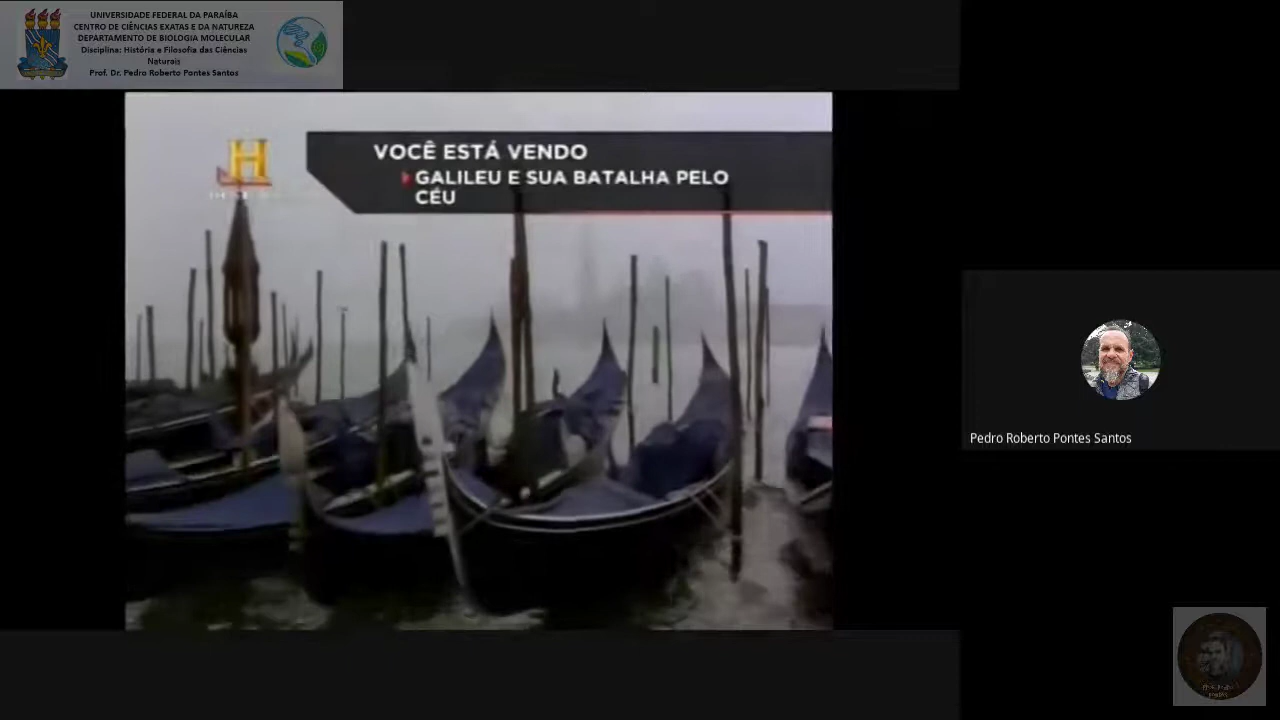 UNIVERSIDADE FEDERAL DA PARAÍBA
CENTRO DE CIÊNCIAS EXATAS E DA NATUREZA
DEPARTAMENTO DE BIOLOGIA MOLECULAR
Disciplina: História e Filosofia das Ciências
Naturais
Prof. Dr. Pedro Roberto Pontes Santos
H
VOCÊ ESTÁ VENDO
GALILEU E SUA BATALHA PELO
CÉU
Pedro Roberto Pontes Santos